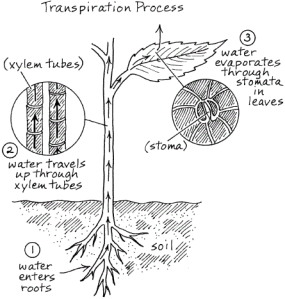 Transpiration Process
(xylem tubes)
3
water
evaporates
through
stomata
in
leaves
(stoma)
2
water travels
up through
xylem tubes
1
water
enters
roots
soil